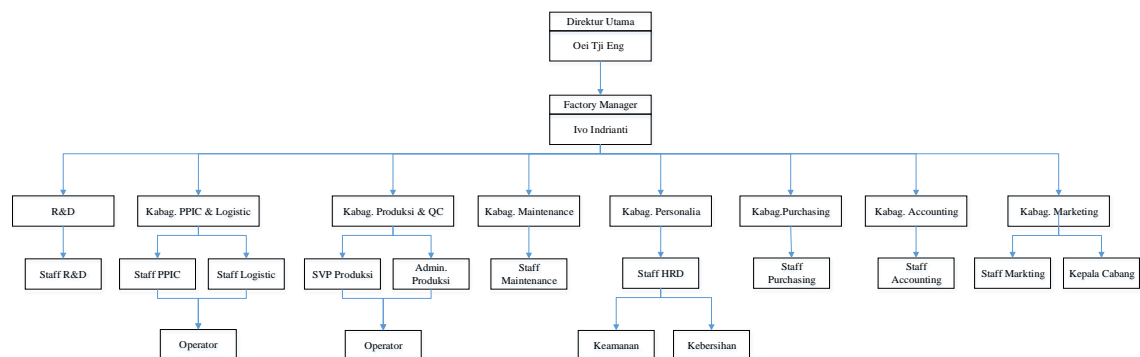 Direktur Utama
Oei Tji Eng
Factory Manager
Ivo Indrianti
R&D
Kabag. PPIC & Logistic
Kabag. Produksi & QC
Kabag. Maintenance
Kabag. Personalia
Kabag.Purchasing
Kabag. Accounting
Kabag. Marketing
Staff R&D
Staff PPIC
Staff Logistic
SVP Produksi
Admin.
Produksi
Staff
Maintenance
Staff HRD
Staff
Purchasing
Staff
Accounting
Staff Markting
Kepala Cabang
Operator
Operator
Keamanan
Kebersihan